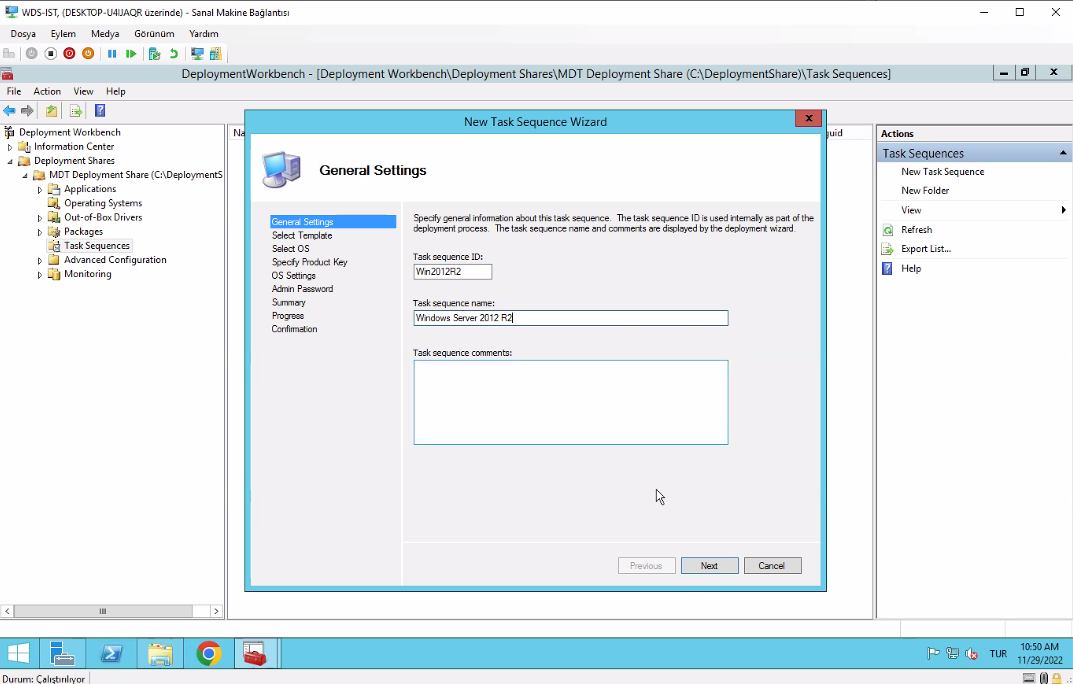 WDS-IST, (DESKTOP-U4IJAQR üzerinde) - Sanal Makine Bağlantısı
Dosya Eylem Medya Görünüm Yardım
DeploymentWorkbench - [Deployment Workbench\Deployment Shares\MDT Deployment Share (C:\DeploymentShare)\Task Sequences]
File Action View Help
Deployment Workbench
Information Center
Deployment Shares
MDT Deployment Share (C:\DeploymentS
Applications
Operating Systems
Out-of-Box Drivers
Packages
Task Sequences
Advanced Configuration
Monitoring
Na
guid
New Task Sequence Wizard
x
General Settings
General Settings
Select Template
Select OS
Specify Product Key
OS Settings
Admin Password
Summary
Progress
Confirmation
Specify general information about this task sequence. The task sequence ID is used internally as part of the
deployment process. The task sequence name and comments are displayed by the deployment wizard.
Task sequence ID:
Win2012R2
Task sequence name:
Windows Server 2012 R2
Task sequence comments:
Previous Next Cancel
Actions
Task Sequences
New Task Sequence
New Folder
View
Refresh
Export List...
Help
TUR
10:50 AM
11/29/2022
Durum: Çalıştırılıyor